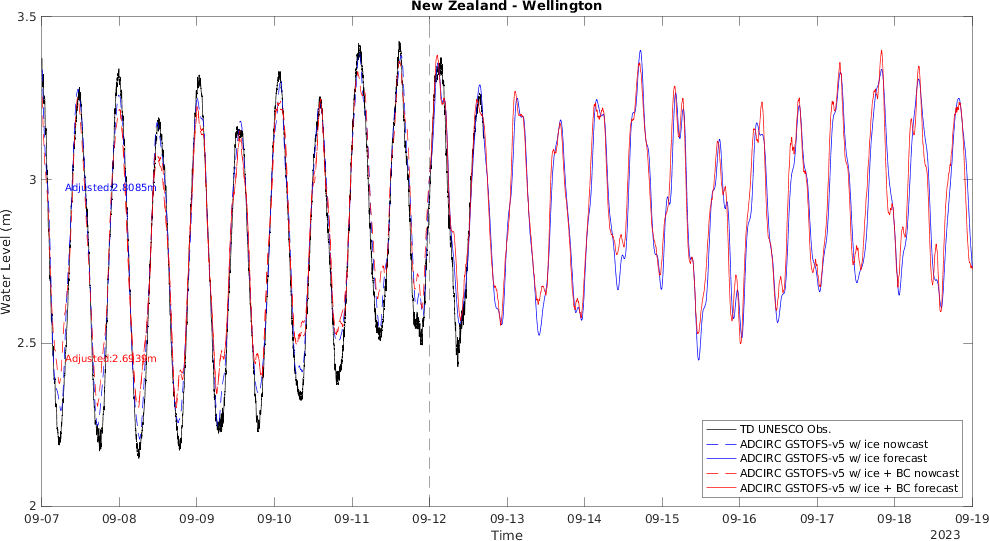 New Zealand - Wellington
3.5
3
2.5
2
Water Level (m)
Adjusted:2.8085m
Adjusted:2.6939m
TD UNESCO Obs.
ADCIRC GSTOFS-v5 w/ ice nowcast
ADCIRC GSTOFS-v5 w/ ice forecast
ADCIRC GSTOFS-v5 w/ ice + BC nowcast
ADCIRC GSTOFS-v5 w/ ice + BC forecast
09-07 09-08 09-09 09-10 09-11 09-12 09-13 09-14 09-15 09-16 09-17 09-18 09-19
Time
2023